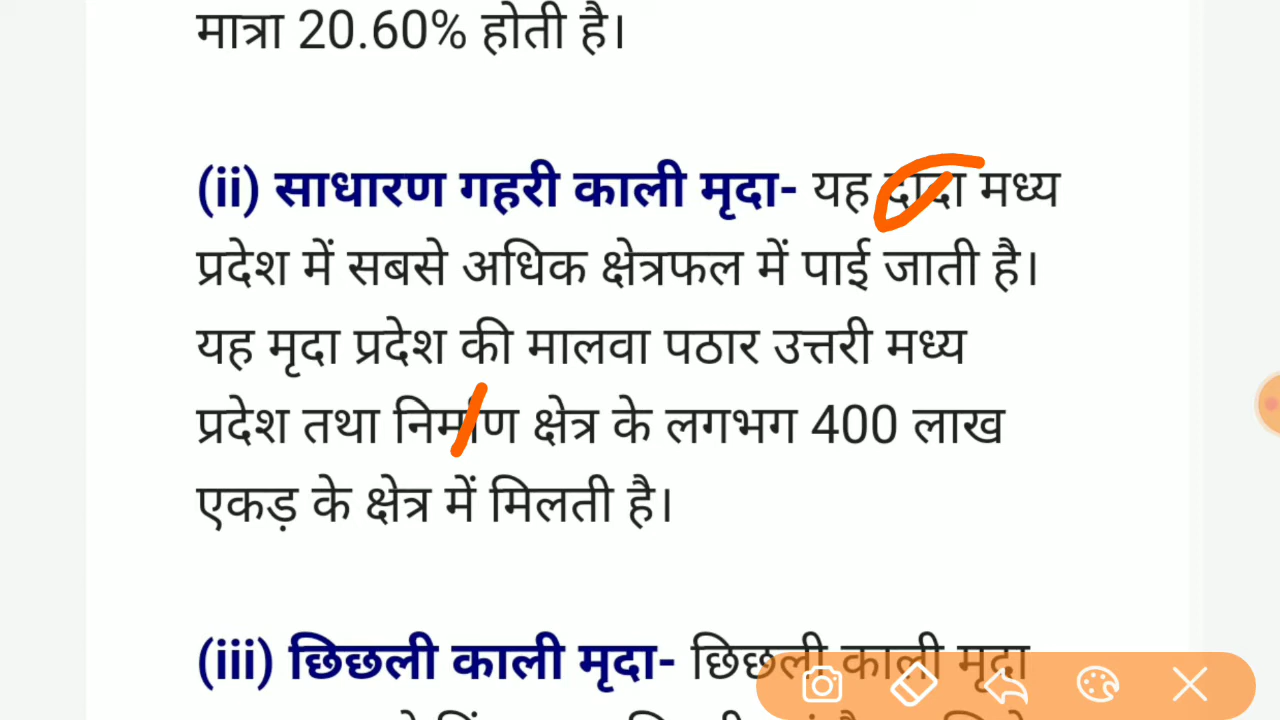 मात्रा 20.60% होती है।
(ii) साधारण गहरी काली मृदा- यह दादा मध्य
प्रदेश में सबसे अधिक क्षेत्रफल में पाई जाती है।
यह मृदा प्रदेश की मालवा पठार उत्तरी मध्य
प्रदेश तथा निर्माण क्षेत्र के लगभग 400 लाख
एकड़ के क्षेत्र में मिलती है।
(iii) छिछली काली मृदा- छिछली काली मृदा